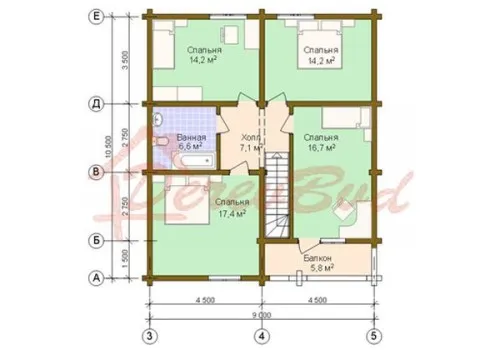 Е
Спальня
14,2 м²
Спальня
14,2 м²
3 500
Д
Ванная
6,6 м²
Холл
7,1 м²
Спальня
16,7 м²
2 750
10 500
DerevBud
В
Спальня
17,4 м²
2 750
Б
Балкон
5,8 м²
1 500
А
4 500
4 500
9 000
3
4
5